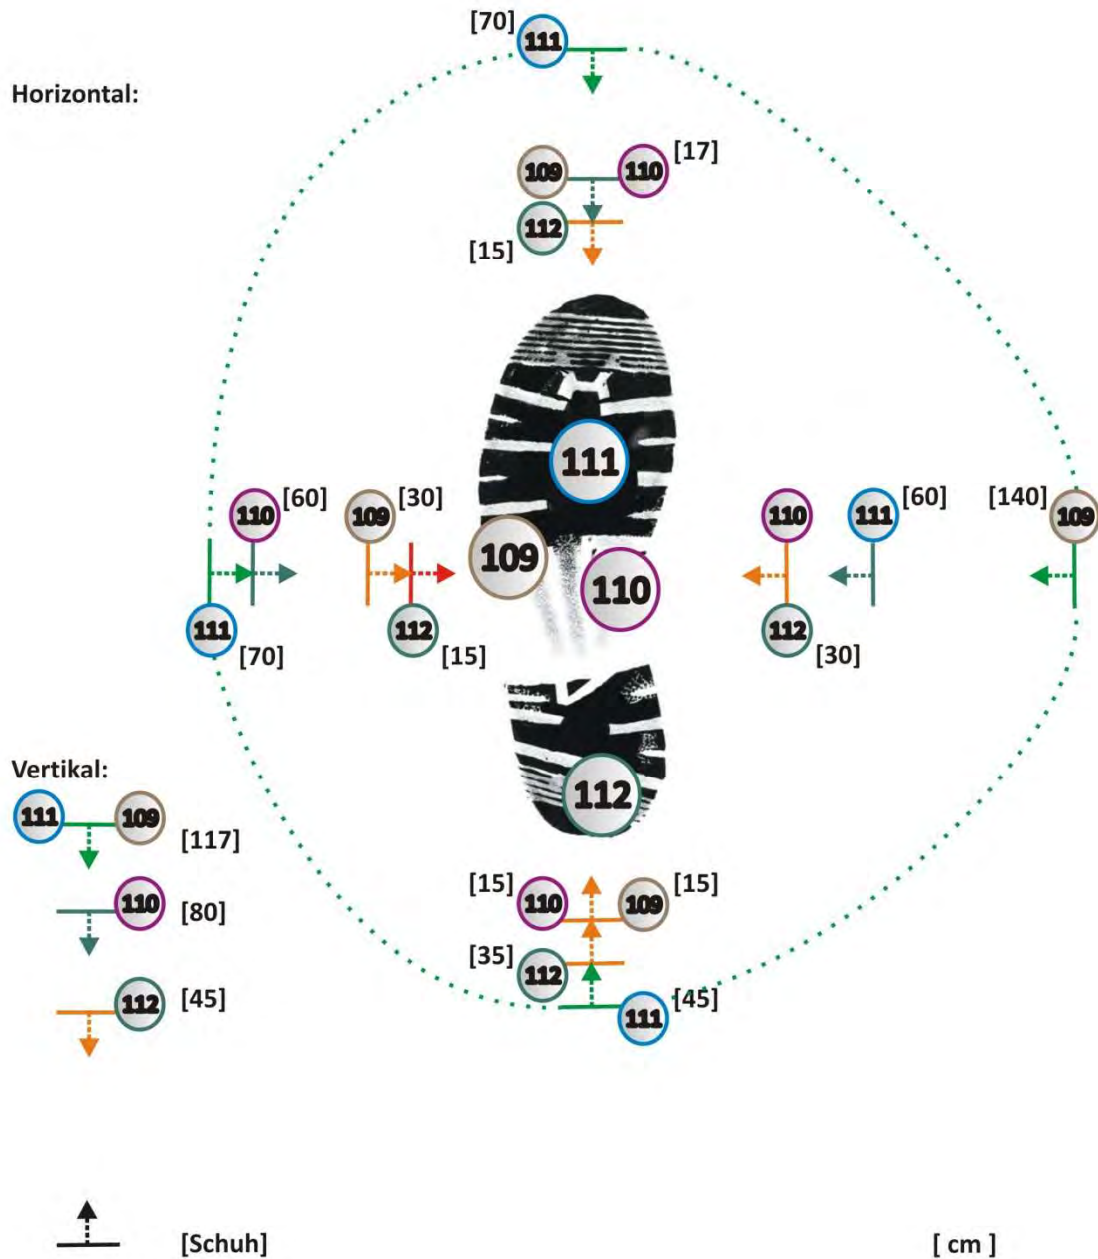 [70] 111
Horizontal:
109 110 [17]
112
[15]
111
[60] [30] [60] [140]
110 109 110 111 109
109 110
111 112 112
[70] [15] [30]
112
Vertikal:
111 109
[117]
[15] [15]
110 [80] 110 109
[35]
112
112 [45] [45]
111
[Schuh] [ cm ]